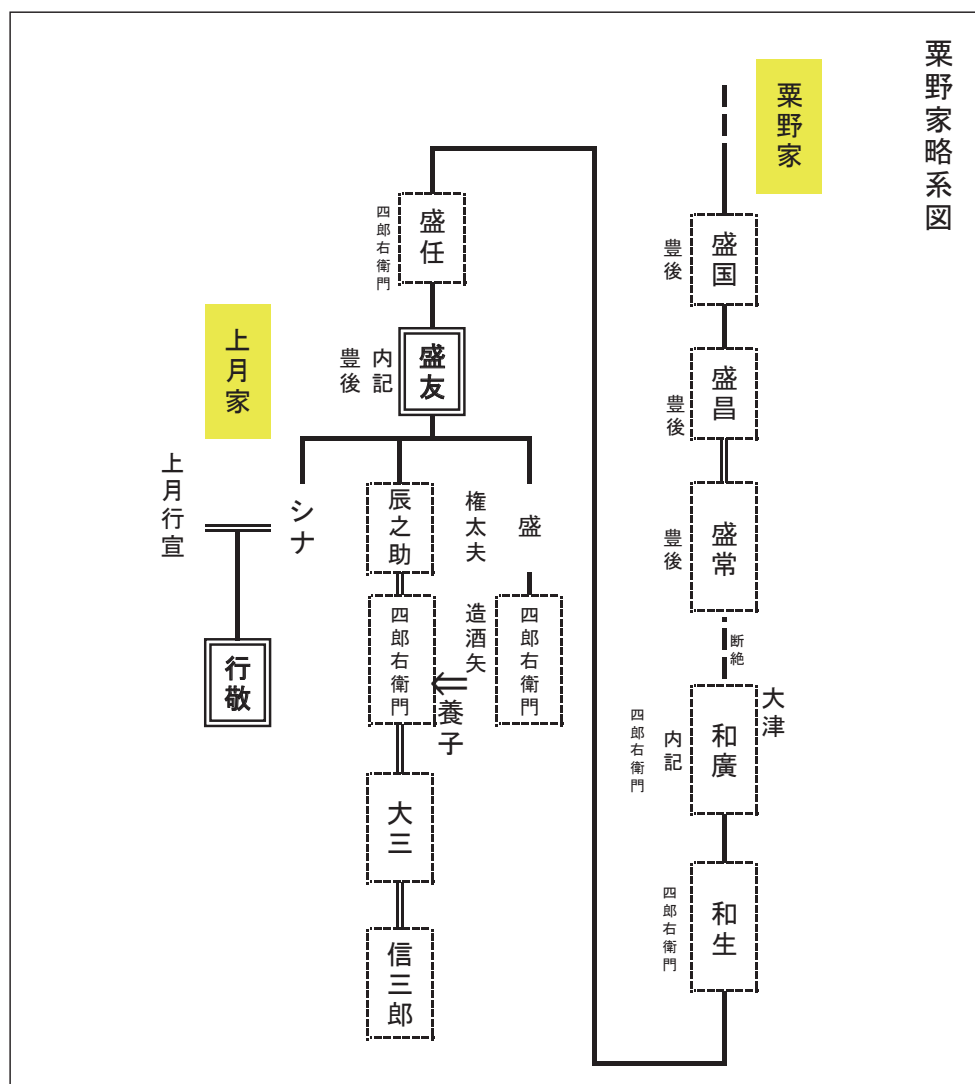 粟野家略系図
粟野家
盛国
豊後
盛昌
豊後
盛常
豊後
断絶
大津
和廣
内記
四郎右衛門
和生
四郎右衛門
盛任
四郎右衛門
盛友
内記
豊後
盛
権太夫
四郎右衛門
造酒矢
養子
辰之助
四郎右衛門
大三
信三郎
シナ
上月家
上月行宣
行敬